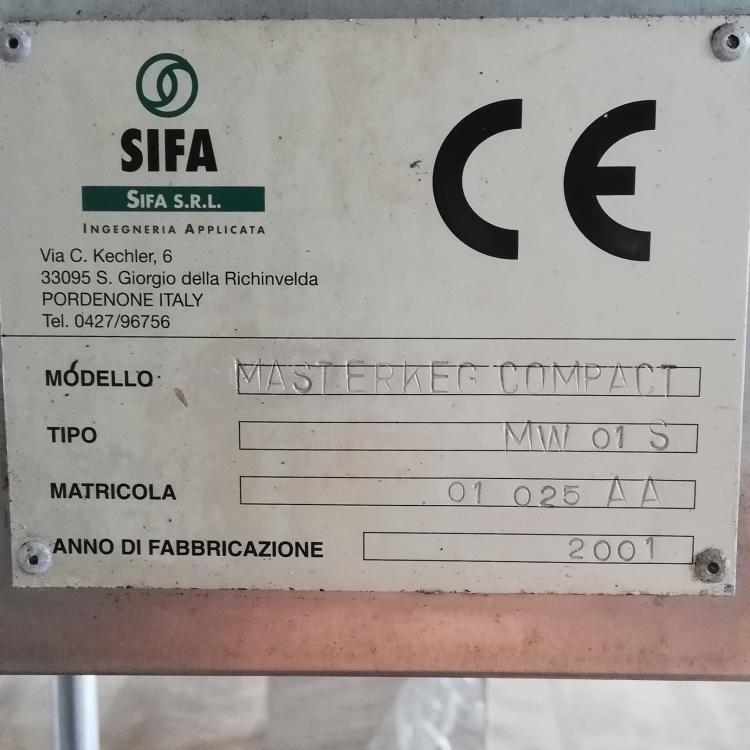 SIFA
SIFA S.R.L.
INGEGNERIA APPLICATA
CE
Via C. Kechler, 6
33095 S. Giorgio della Richinvelda
PORDENONE ITALY
Tel. 0427/96756
MODELLO MASTERKEG COMPACT
TIPO MW 01 S
MATRICOLA 01 025 AA
ANNO DI FABBRICAZIONE 2001